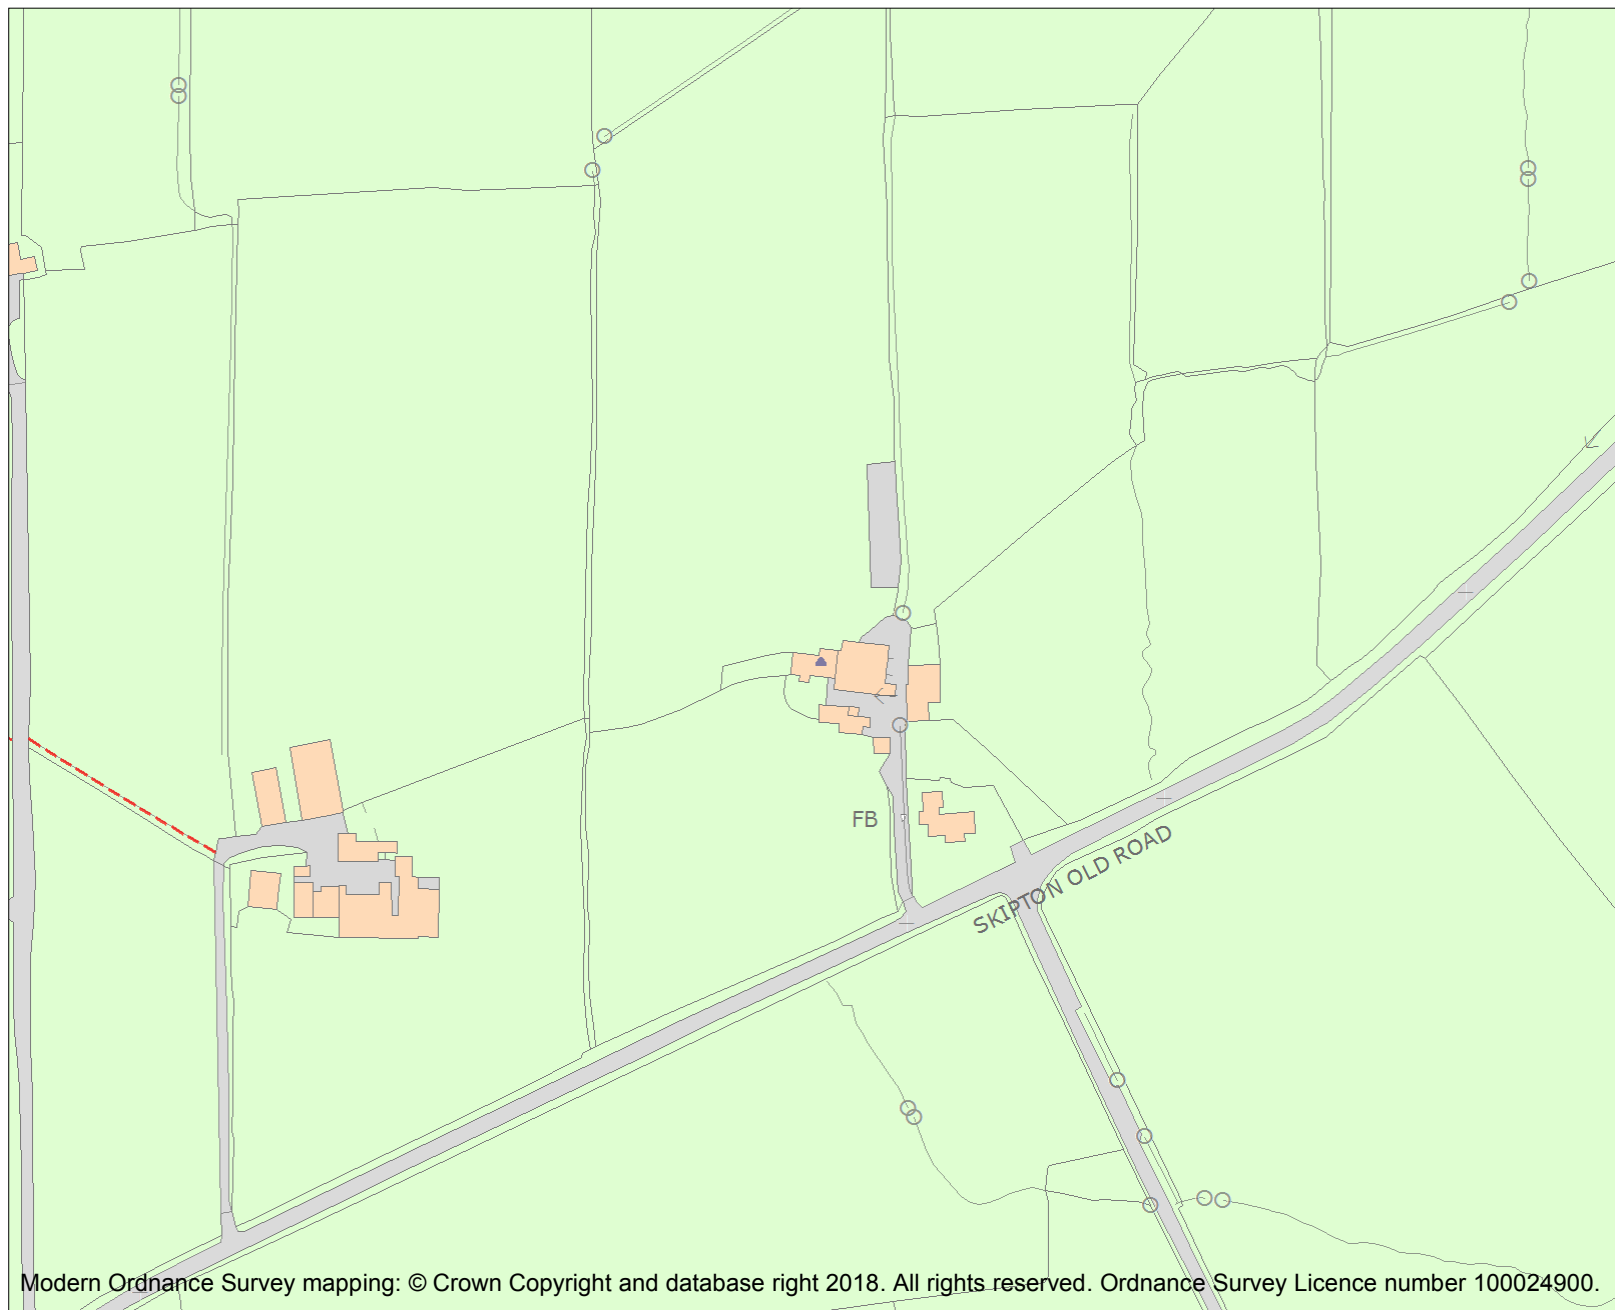 FB
SKIPTON OLD ROAD
Modern Ordnance Survey mapping: © Crown Copyright and database right 2018. All rights reserved. Ordnance Survey Licence number 100024900.